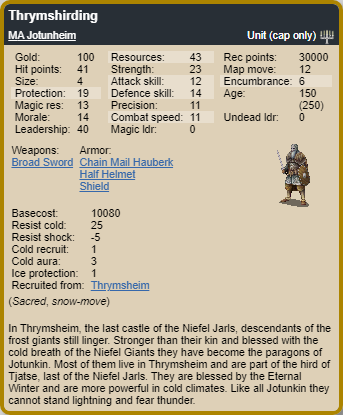 Thrymshirding
MA Jotunheim Unit (cap only)
Gold: 100 Resources: 43 Rec points: 30000
Hit points: 41 Strength: 23 Map move: 12
Size: 4 Attack skill: 12 Encumbrance: 6
Protection: 19 Defence skill: 14 Age: 150
Magic res: 13 Precision: 11 (250)
Morale: 14 Combat speed: 11 Undead ldr: 0
Leadership: 40 Magic ldr: 0
Weapons: Armor:
Broad Sword Chain Mail Hauberk
Half Helmet
Shield
Basecost: 10080
Resist cold: 25
Resist shock: -5
Cold recruit: 1
Cold aura: 3
Ice protection: 1
Recruited from: Thrymsheim
(Sacred, snow-move)
In Thrymsheim, the last castle of the Niefel Jarls, descendants of the
frost giants still linger. Stronger than their kin and blessed with the
cold breath of the Niefel Giants they have become the paragons of
Jotunkin. Most of them live in Thrymsheim and are part of the hird of
Tjatse, last of the Niefel Jarls. They are blessed by the Eternal
Winter and are more powerful in cold climates. Like all Jotunkin they
cannot stand lightning and fear thunder.